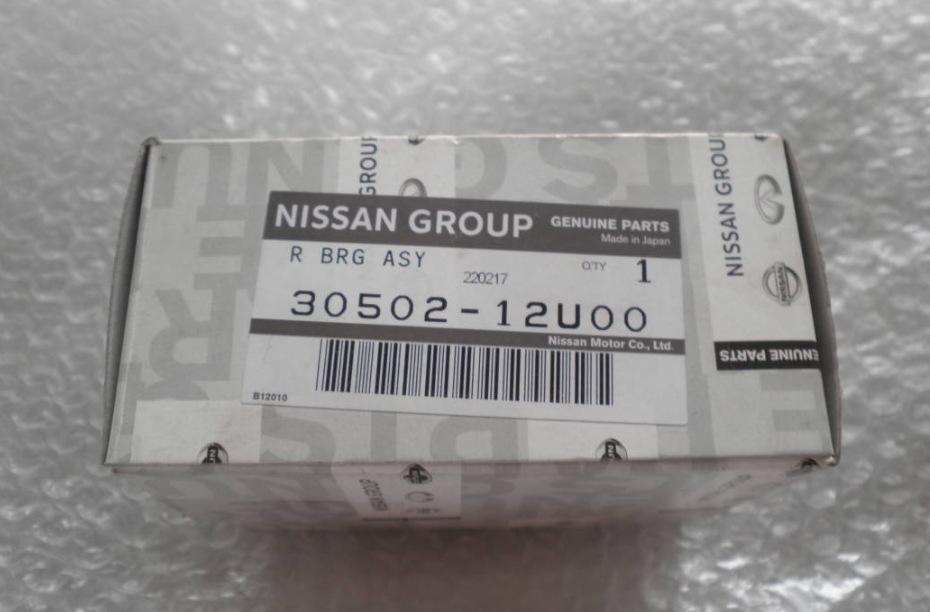 NISSAN GROUP
NISSAN GROUP GENUINE PARTS
Made in Japan
R BRG ASY
QTY 1
220217
30502-12U00
Nissan Motor Co., Ltd.
B12010
NISSAN
GENUINE PARTS